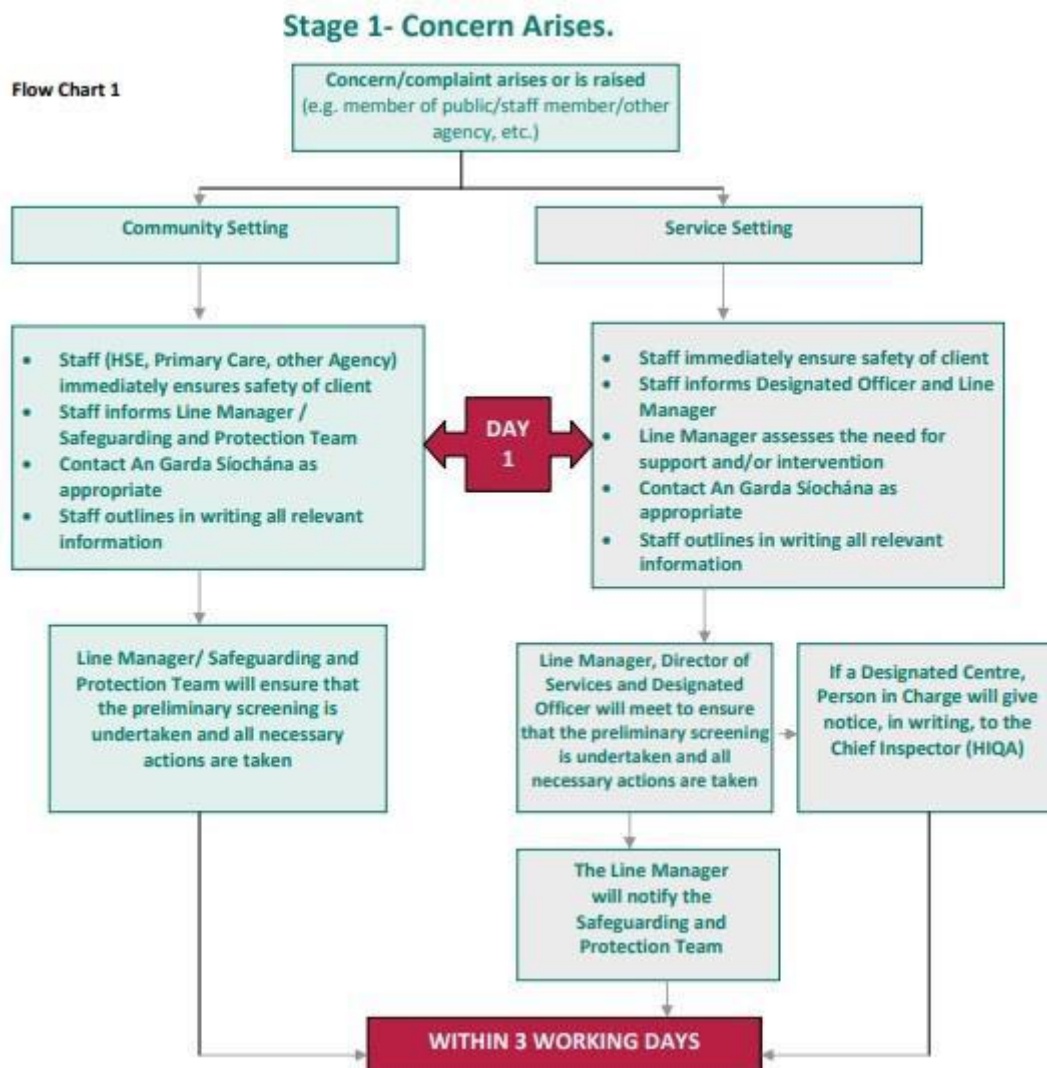 Stage 1- Concern Arises.
Flow Chart 1
Concern/complaint arises or is raised
(e.g. member of public/staff member/other
agency, etc.)
Community Setting
Service Setting
• Staff (HSE, Primary Care, other Agency)
immediately ensures safety of client
• Staff informs Line Manager /
Safeguarding and Protection Team
• Contact An Garda Síochána as
appropriate
• Staff outlines in writing all relevant
information
DAY
1
• Staff immediately ensure safety of client
• Staff informs Designated Officer and Line
Manager
• Line Manager assesses the need for
support and/or intervention
• Contact An Garda Síochána as
appropriate
• Staff outlines in writing all relevant
information
Line Manager/ Safeguarding and
Protection Team will ensure that
the preliminary screening is
undertaken and all necessary
actions are taken
Line Manager, Director of
Services and Designated
Officer will meet to ensure
that the preliminary screening
is undertaken and all
necessary actions are taken
If a Designated Centre,
Person in Charge will give
notice, in writing, to the
Chief Inspector (HIQA)
The Line Manager
will notify the
Safeguarding and
Protection Team
WITHIN 3 WORKING DAYS